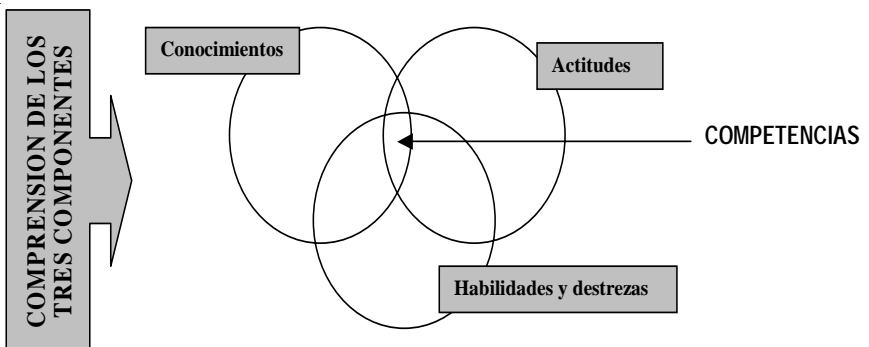 COMPRENSION DE LOS
TRES COMPONENTES
Conocimientos
Actitudes
COMPETENCIAS
Habilidades y destrezas